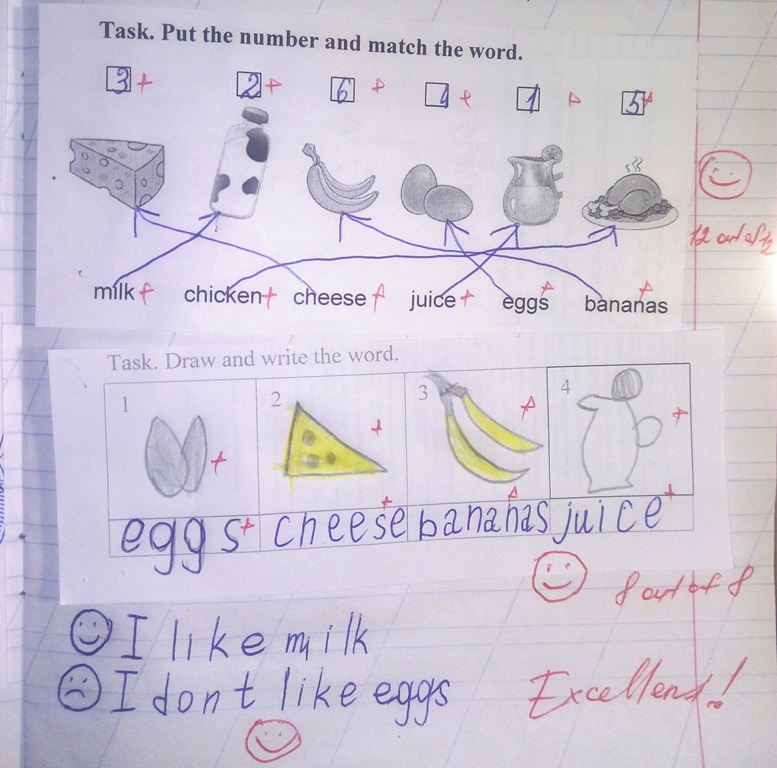 Task. Put the number and match the word.
3 + 2 + 6 + 4 + 1 + 5 +
12 out of 12
milk + chicken + cheese + juice + eggs + bananas +
Task. Draw and write the word.
1 + 2 + 3 + 4 +
eggs + cheese + bananas + juice +
8 out of 8
I like milk
I dont like eggs
Excellend!